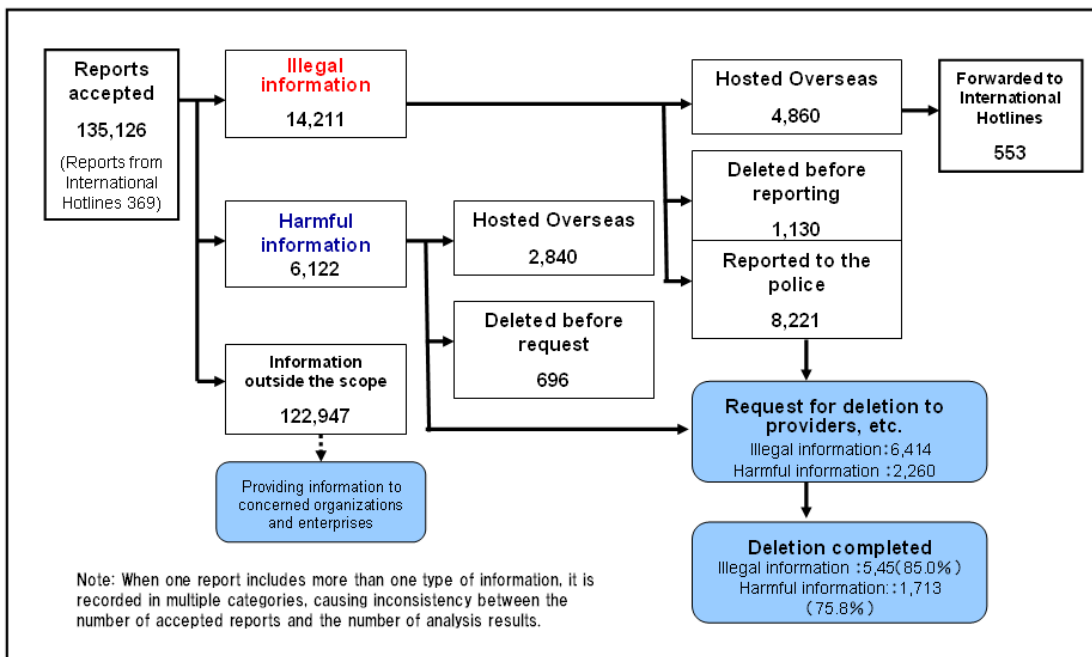 Reports
accepted
135,126
(Reports from
International
Hotlines 369)
Illegal
information
14,211
Harmful
information
6,122
Information
outside the scope
122,947
Providing information to
concerned organizations
and enterprises
Hosted Overseas
2,840
Deleted before
request
696
Hosted Overseas
4,860
Deleted before
reporting
1,130
Reported to the
police
8,221
Forwarded to
International
Hotlines
553
Request for deletion to
providers, etc.
Illegal information：6,414
Harmful information ：2,260
Deletion completed
Illegal information ：5,45(85.0%)
Harmful information:：1,713
(75.8%)
Note: When one report includes more than one type of information, it is
recorded in multiple categories, causing inconsistency between the
number of accepted reports and the number of analysis results.